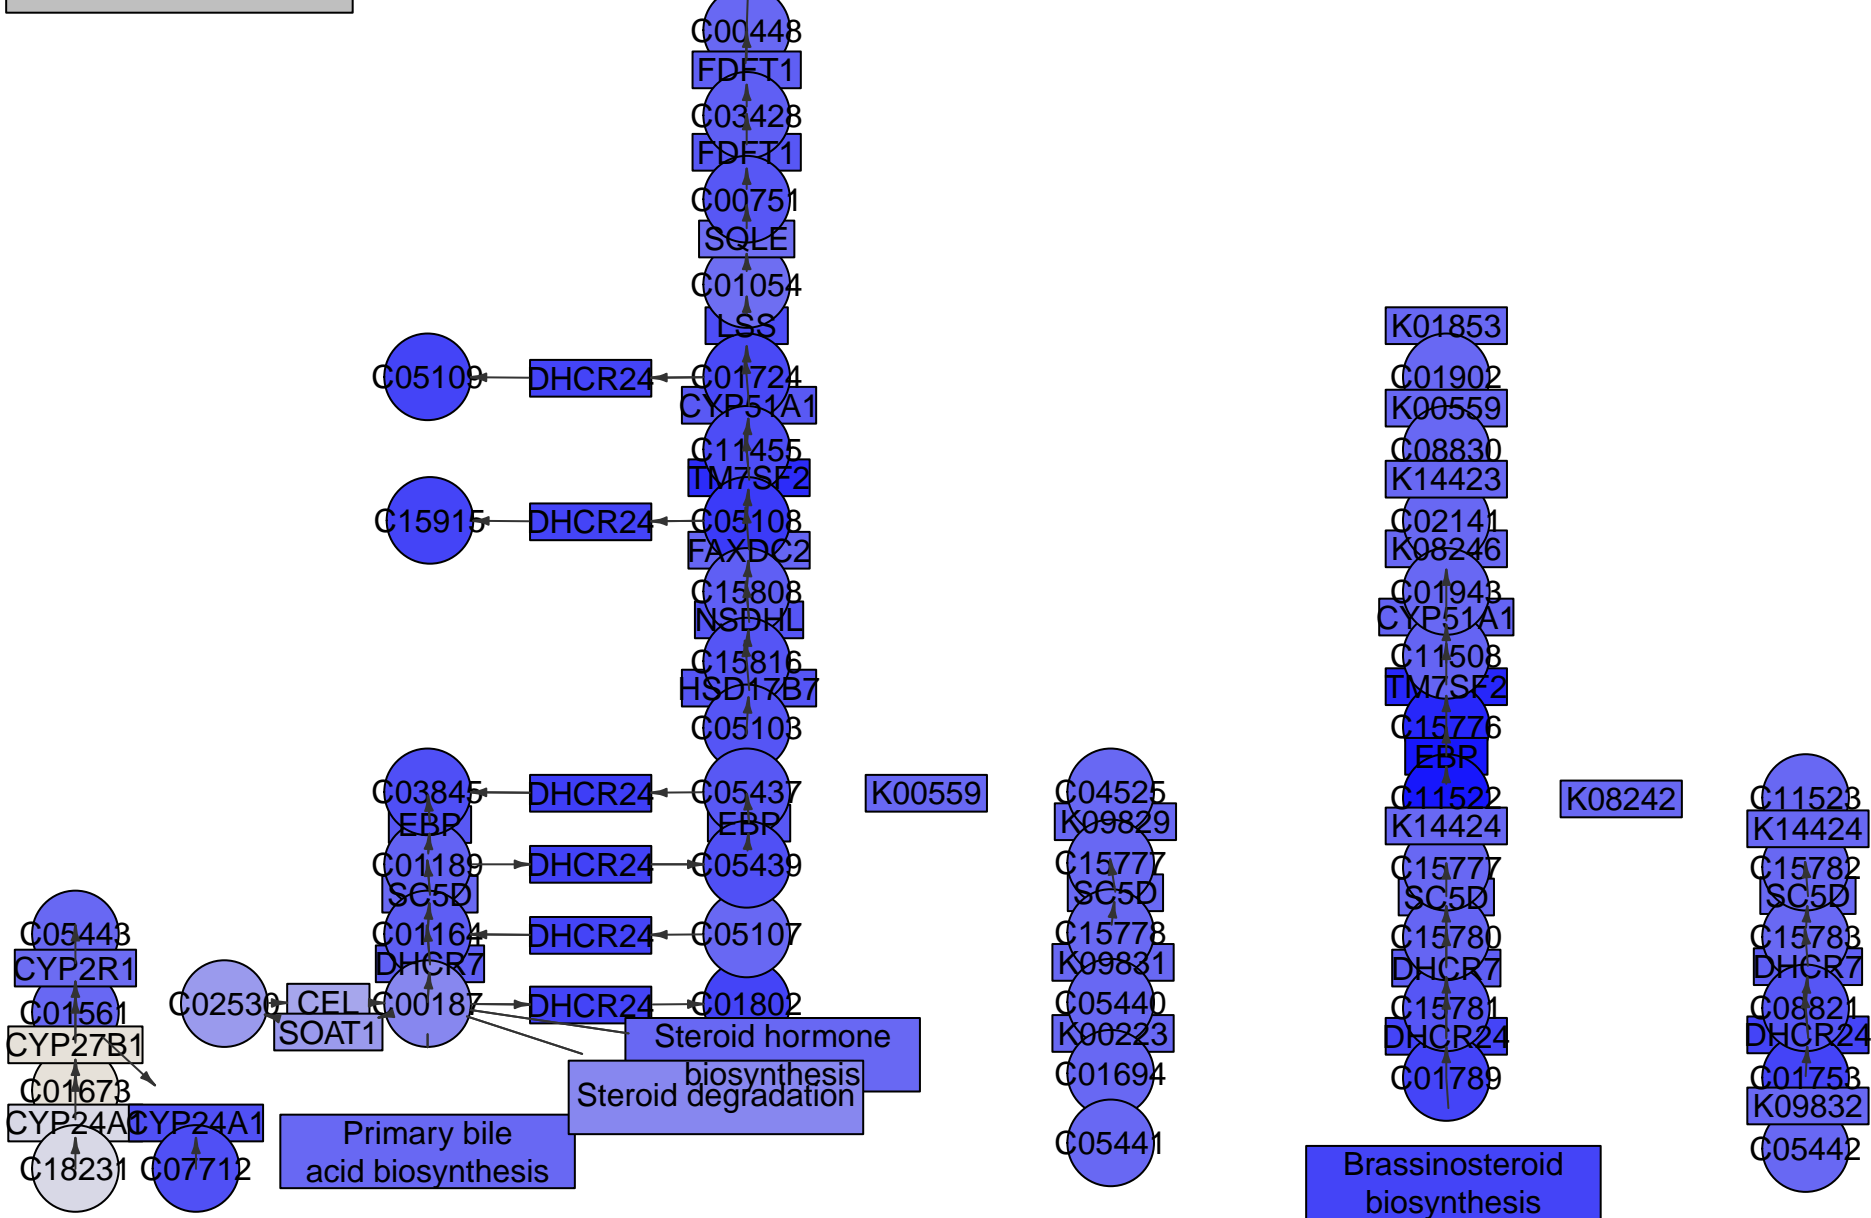 C00448
FDFT1
C03428
FDFT1
C00751
SQLE
C01054
LSS
C05109
DHCR24
C01724
CYP51A1
C11455
TM7SF2
C15915
DHCR24
C05108
FAXDC2
C15808
NSDHL
C15816
HSD17B7
C05103
C03845
DHCR24
C05437
EBP
EBP
C01189
DHCR24
C05439
SC5D
C01164
DHCR24
C05107
DHCR7
C02530
CEL
SOAT1
C00187
DHCR24
C01802
C05443
CYP2R1
C01561
CYP27B1
C01673
CYP24A1
CYP24A1
C18231
C07712
Steroid hormone
biosynthesis
Steroid degradation
Primary bile
acid biosynthesis
K00559
C04525
K09829
C15777
SC5D
C15778
K09831
C05440
K00223
C01694
C05441
K01853
C01902
K00559
C08830
K14423
C02141
K08246
C01943
CYP51A1
C11508
TM7SF2
C15776
EBP
C11522
K14424
C15777
SC5D
C15780
DHCR7
C15781
DHCR24
C01789
Brassinosteroid
biosynthesis
K08242
C11523
K14424
C15782
SC5D
C15783
DHCR7
C08821
DHCR24
C01753
K09832
C05442